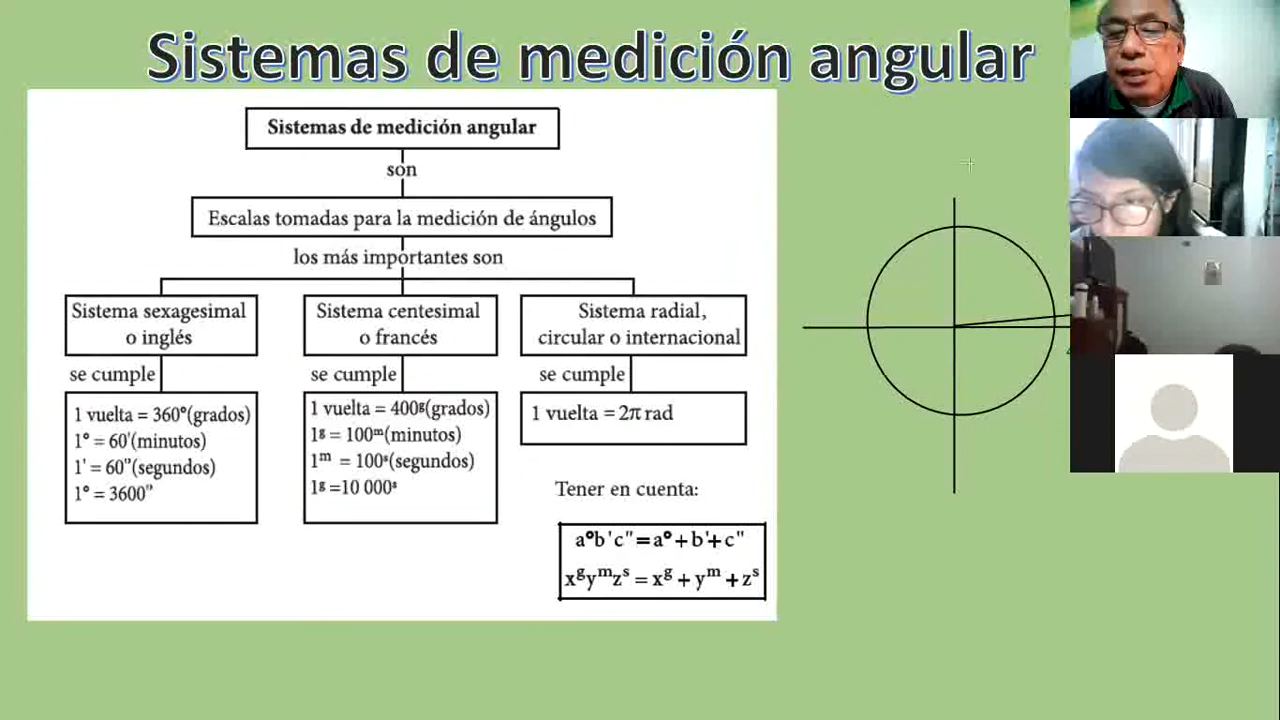 Sistemas de medición angular
Sistemas de medición angular
son
Escalas tomadas para la medición de ángulos
los más importantes son
Sistema sexagesimal
o inglés
se cumple
1 vuelta = 360°(grados)
1° = 60'(minutos)
1' = 60"(segundos)
1° = 3600"
Sistema centesimal
o francés
se cumple
1 vuelta = 400ᵍ(grados)
1ᵍ = 100ᵐ(minutos)
1ᵐ = 100ˢ(segundos)
1ᵍ =10 000ˢ
Sistema radial,
circular o internacional
se cumple
1 vuelta = 2π rad
Tener en cuenta:
a°b'c" = a° + b' + c"
xᵍyᵐzˢ = xᵍ + yᵐ + zˢ